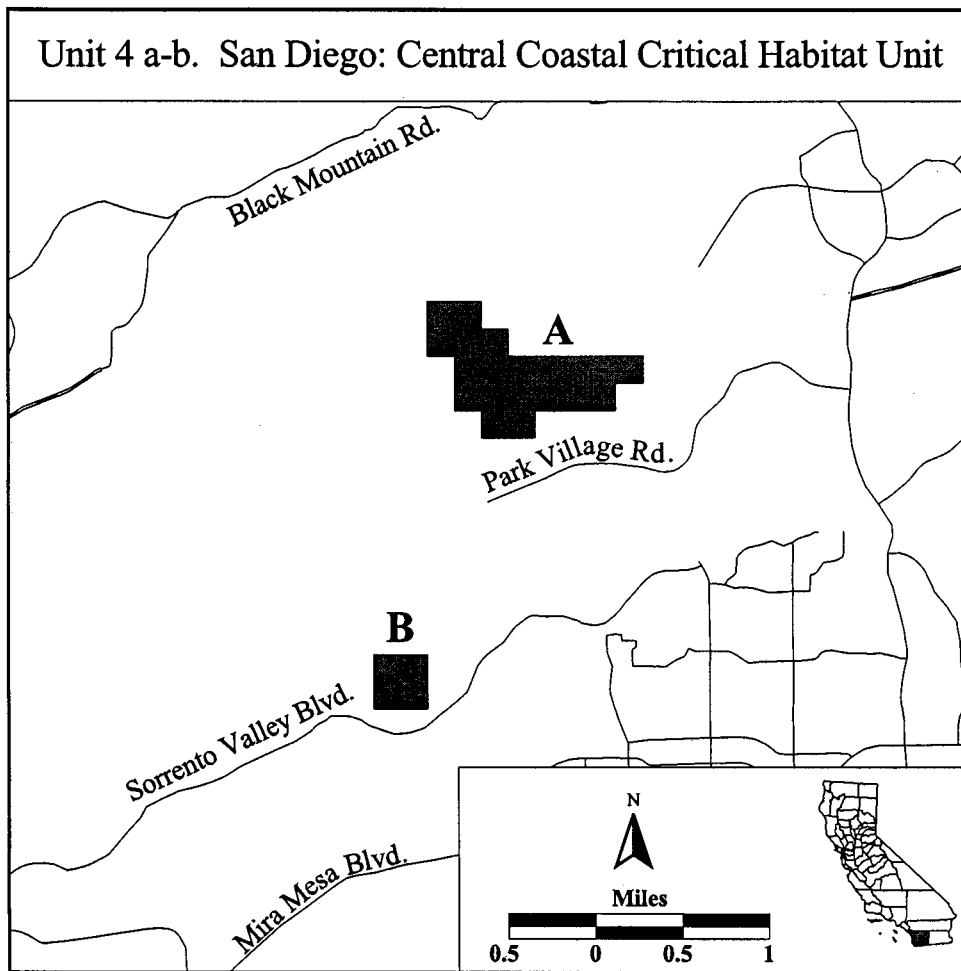 Unit 4 a-b. San Diego: Central Coastal Critical Habitat Unit
Black Mountain Rd.
A
Park Village Rd.
B
Sorrento Valley Blvd.
Mira Mesa Blvd.
N
Miles
0.5 0 0.5 1